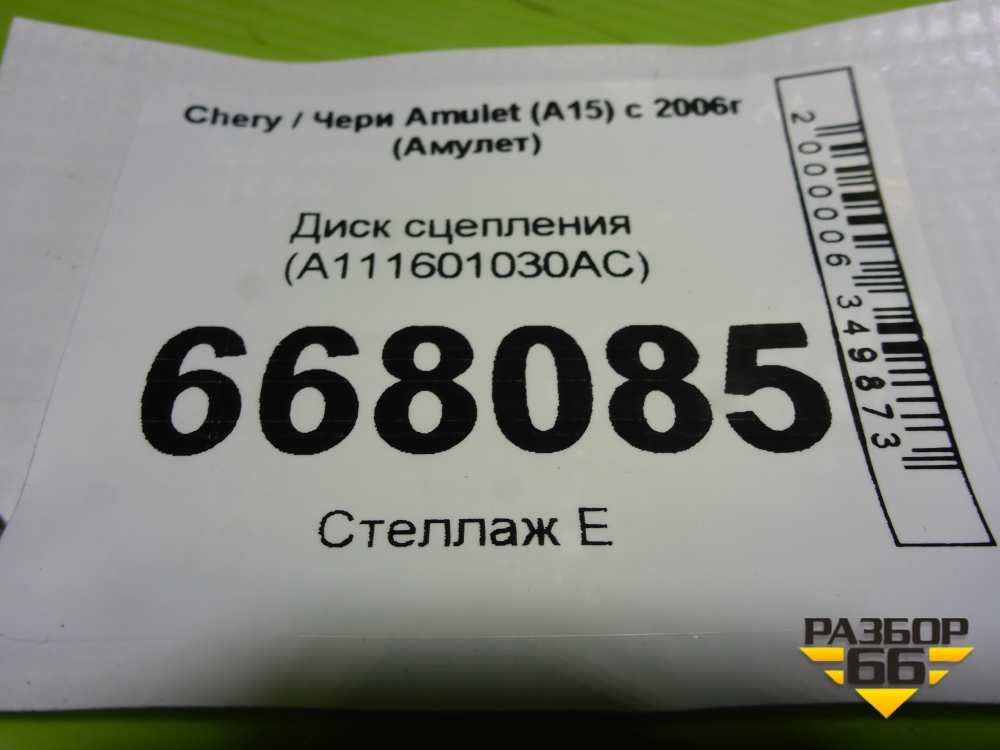 Chery / Чери Amulet (A15) с 2006г
(Амулет)
Диск сцепления
(A111601030AC)
668085
Стеллаж Е
2000006349873
РАЗБОР
66